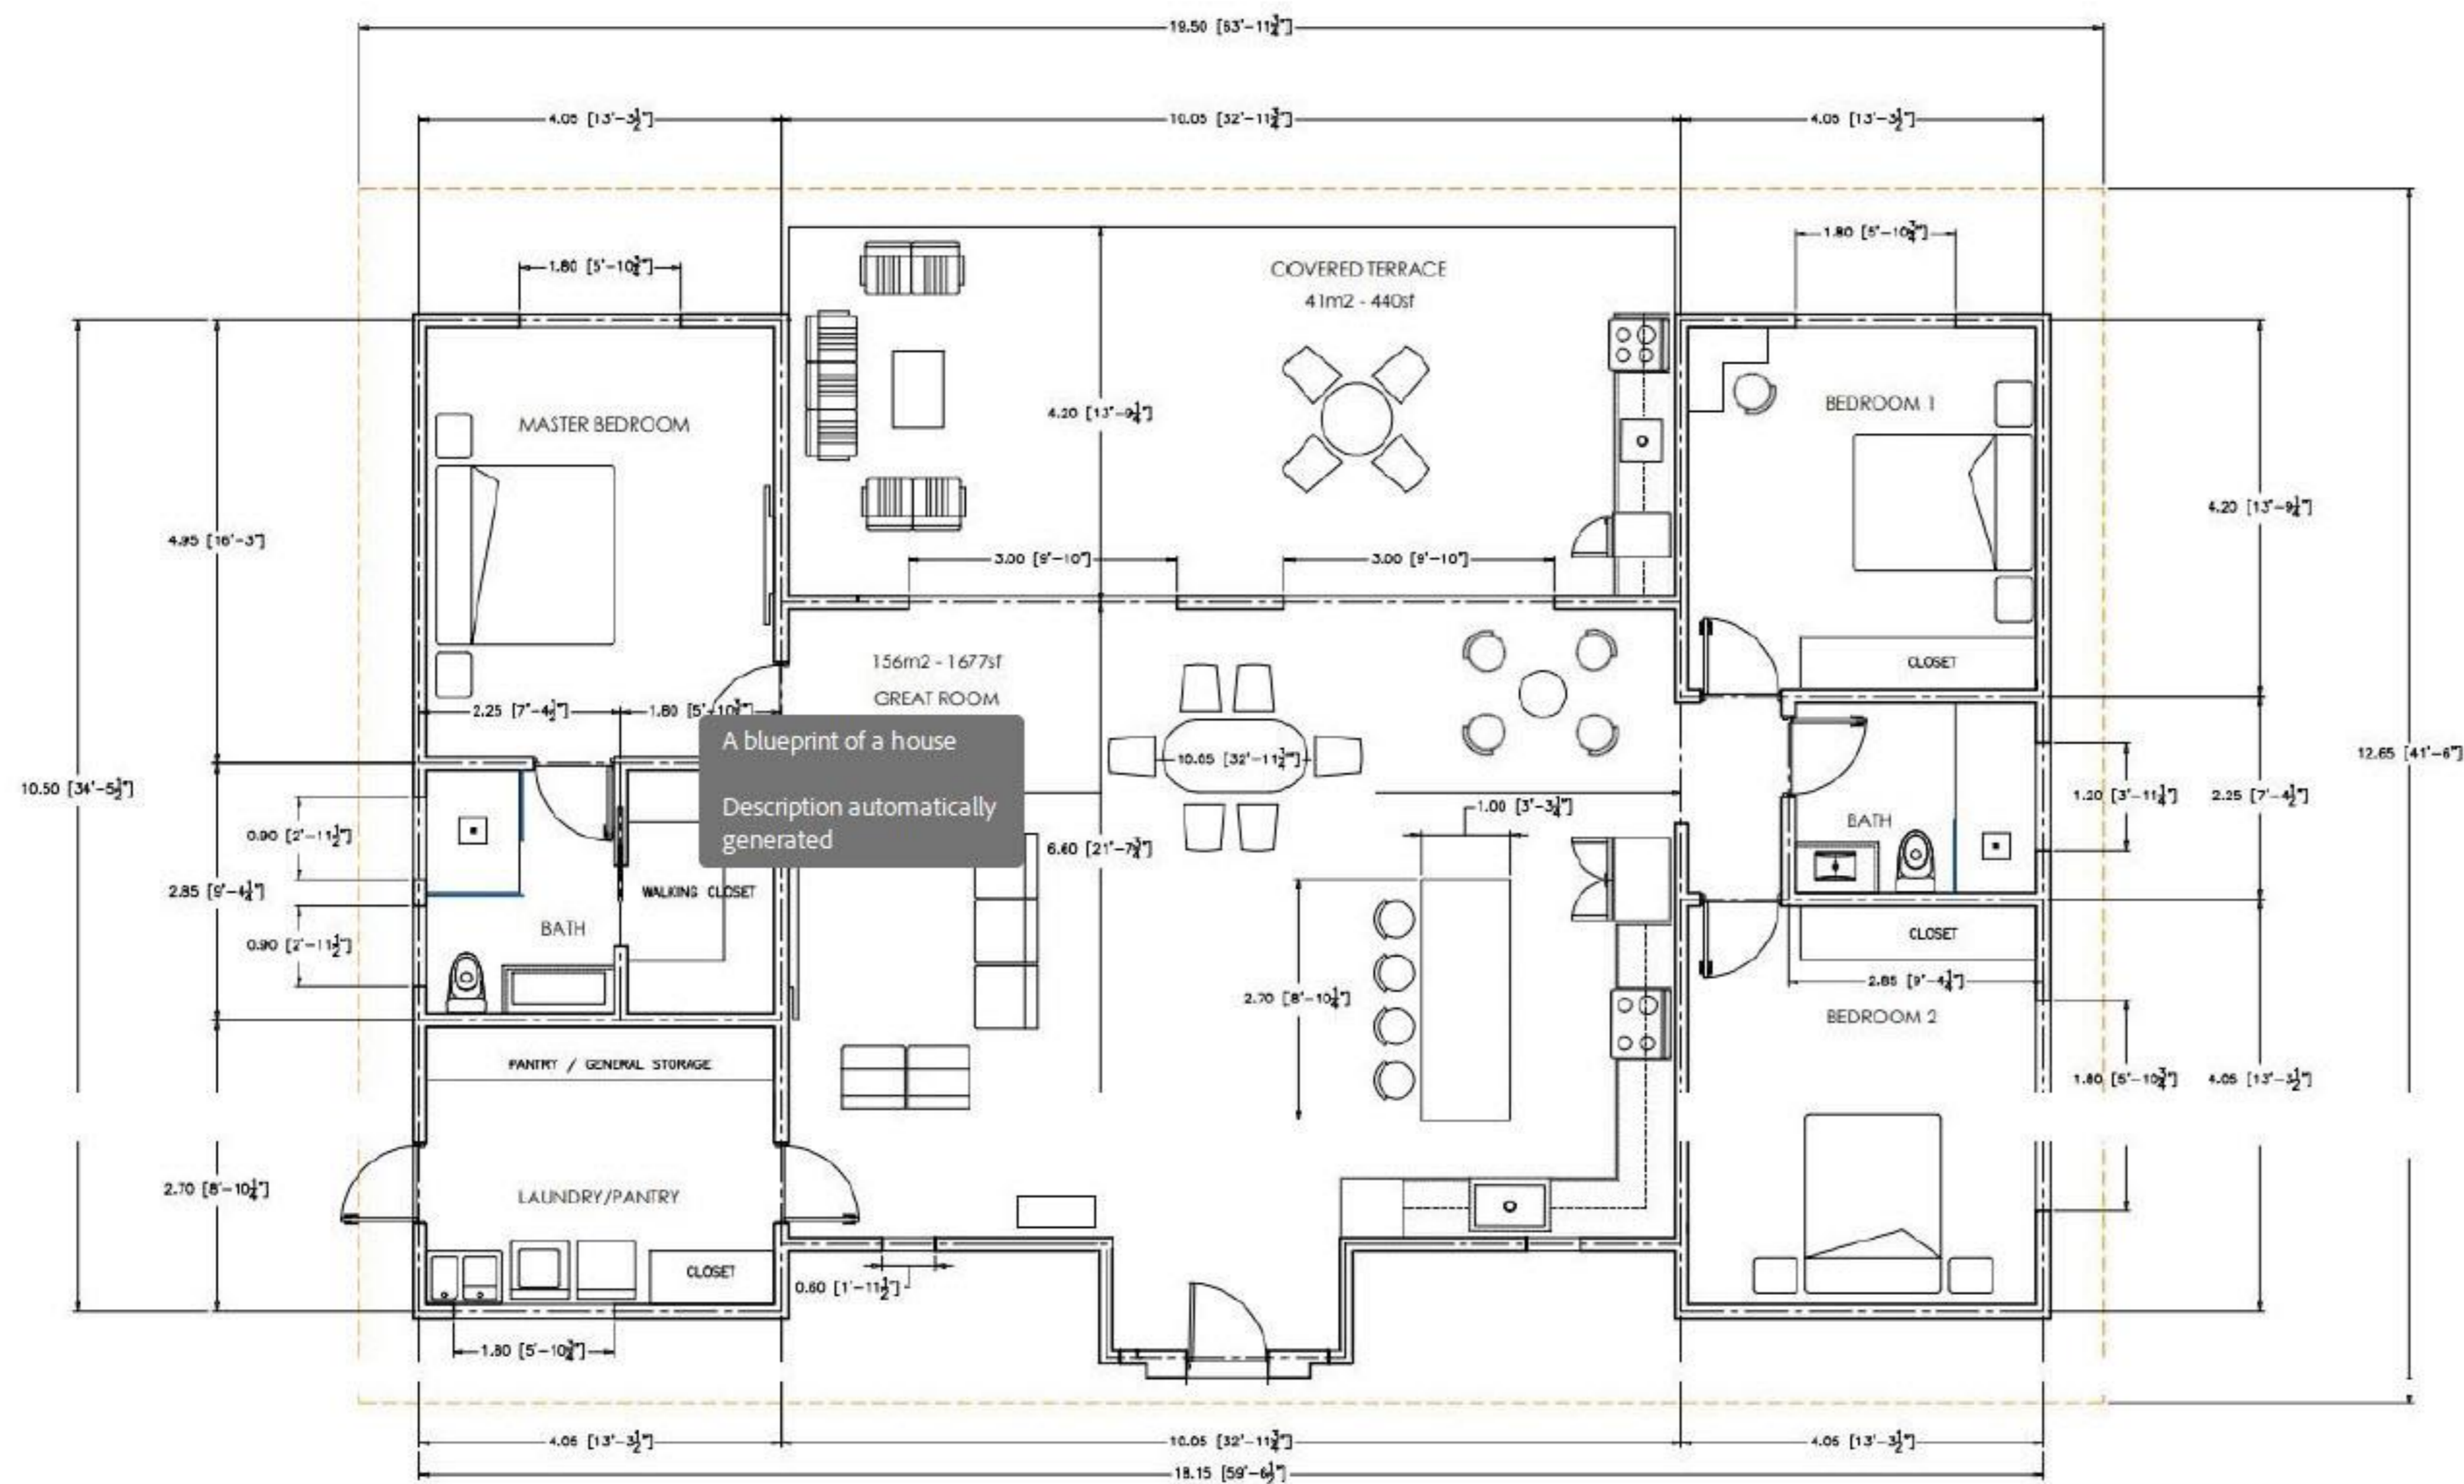 19.50 [63'-11¾"]
4.05 [13'-3½"]
10.05 [32'-11¾"]
4.05 [13'-3½"]
1.80 [5'-10¾"]
1.80 [5'-10¾"]
COVERED TERRACE
41m2 - 440sf
MASTER BEDROOM
4.20 [13'-9¼"]
BEDROOM 1
4.95 [16'-3"]
4.20 [13'-9¼"]
3.00 [9'-10"]
3.00 [9'-10"]
156m2 - 1677sf
GREAT ROOM
CLOSET
2.25 [7'-4½"]
1.80 [5'-10¾"]
A blueprint of a house
Description automatically
generated
10.05 [32'-11¾"]
12.65 [41'-6"]
10.50 [34'-5½"]
1.20 [3'-11¼"]
2.25 [7'-4½"]
1.00 [3'-3¼"]
BATH
0.90 [2'-11½"]
6.60 [21'-7¾"]
2.85 [9'-4¼"]
WALKING CLOSET
BATH
0.90 [2'-11½"]
CLOSET
2.85 [9'-4¼"]
2.70 [8'-10¼"]
BEDROOM 2
PANTRY / GENERAL STORAGE
1.80 [5'-10¾"]
4.05 [13'-3½"]
2.70 [8'-10¼"]
LAUNDRY/PANTRY
CLOSET
0.60 [1'-11½"]
1.80 [5'-10¾"]
4.05 [13'-3½"]
10.05 [32'-11¾"]
4.05 [13'-3½"]
18.15 [59'-6½"]